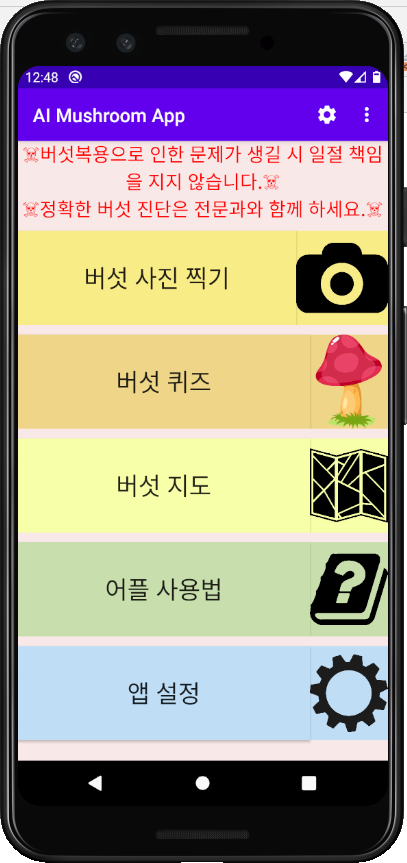 12:48
AI Mushroom App
☠버섯복용으로 인한 문제가 생길 시 일절 책임
을 지지 않습니다.☠
☠정확한 버섯 진단은 전문과와 함께 하세요.☠
버섯 사진 찍기
버섯 퀴즈
버섯 지도
어플 사용법
앱 설정